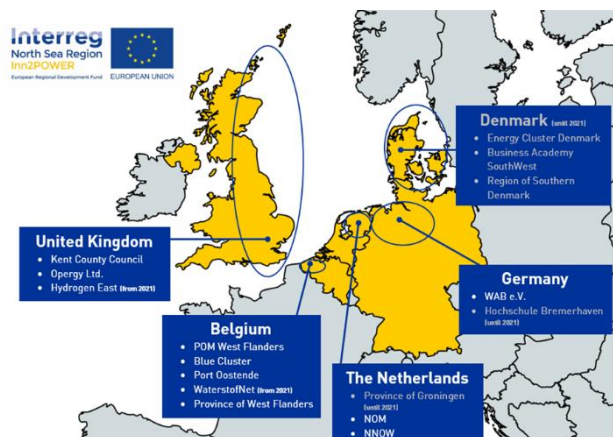 Interreg
North Sea Region
Inn2POWER
European Regional Development Fund
EUROPEAN UNION
Denmark (until 2021)
Energy Cluster Denmark
Business Academy
SouthWest
Region of Southern
Denmark
United Kingdom
Kent County Council
Opergy Ltd.
Hydrogen East (from 2021)
Germany
WAB e.V.
Hochschule Bremerhaven
(until 2021)
Belgium
POM West Flanders
Blue Cluster
Port Oostende
WaterstofNet (from 2021)
Province of West Flanders
The Netherlands
Province of Groningen
(until 2021)
NOM
NNOW